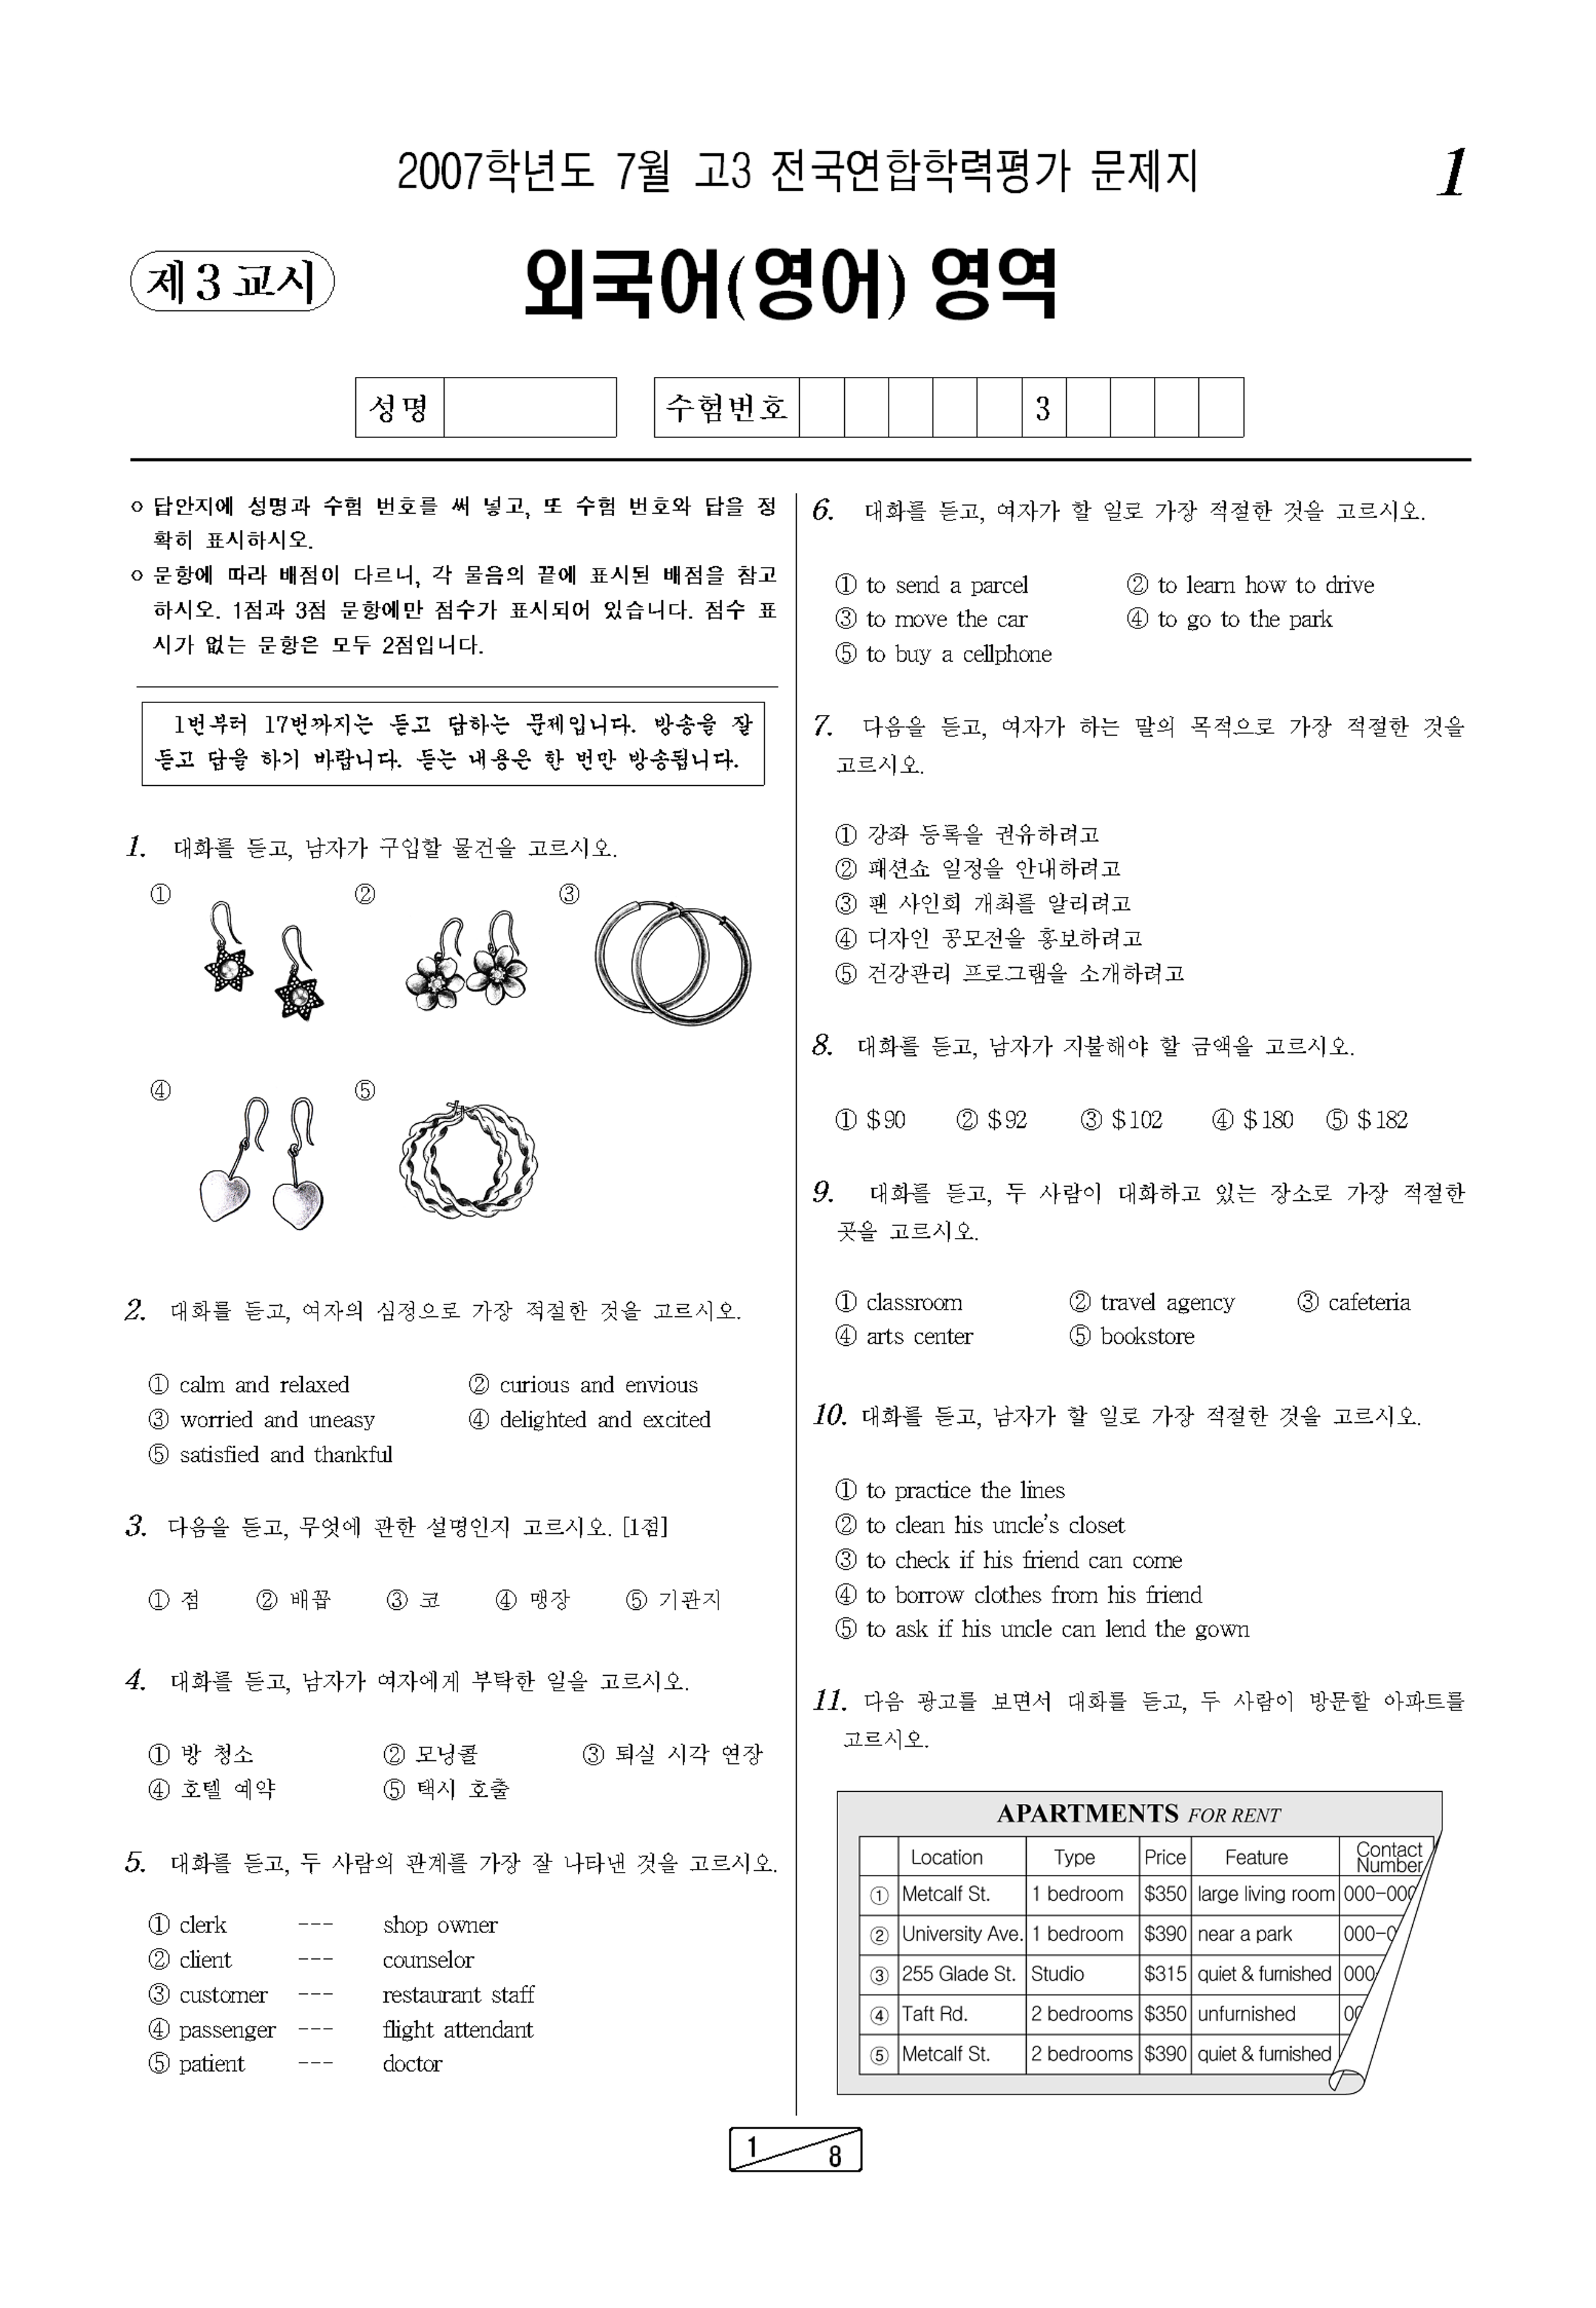 2007학년도 7월 고3 전국연합학력평가 문제지
1
제3교시
외국어(영어) 영역
성명
수험번호
3
○ 답안지에 성명과 수험 번호를 써 넣고, 또 수험 번호와 답을 정
확히 표시하시오.
○ 문항에 따라 배점이 다르니, 각 물음의 끝에 표시된 배점을 참고
하시오. 1점과 3점 문항에만 점수가 표시되어 있습니다. 점수 표
시가 없는 문항은 모두 2점입니다.
1번부터 17번까지는 듣고 답하는 문제입니다. 방송을 잘
듣고 답을 하기 바랍니다. 듣는 내용은 한 번만 방송됩니다.
1. 대화를 듣고, 남자가 구입할 물건을 고르시오.
① ② ③
④ ⑤
2. 대화를 듣고, 여자의 심정으로 가장 적절한 것을 고르시오.
① calm and relaxed ② curious and envious
③ worried and uneasy ④ delighted and excited
⑤ satisfied and thankful
3. 다음을 듣고, 무엇에 관한 설명인지 고르시오. [1점]
① 점 ② 배꼽 ③ 코 ④ 맹장 ⑤ 기관지
4. 대화를 듣고, 남자가 여자에게 부탁한 일을 고르시오.
① 방 청소 ② 모닝콜 ③ 퇴실 시각 연장
④ 호텔 예약 ⑤ 택시 호출
5. 대화를 듣고, 두 사람의 관계를 가장 잘 나타낸 것을 고르시오.
① clerk --- shop owner
② client --- counselor
③ customer --- restaurant staff
④ passenger --- flight attendant
⑤ patient --- doctor
6. 대화를 듣고, 여자가 할 일로 가장 적절한 것을 고르시오.
① to send a parcel ② to learn how to drive
③ to move the car ④ to go to the park
⑤ to buy a cellphone
7. 다음을 듣고, 여자가 하는 말의 목적으로 가장 적절한 것을
고르시오.
① 강좌 등록을 권유하려고
② 패션쇼 일정을 안내하려고
③ 팬 사인회 개최를 알리려고
④ 디자인 공모전을 홍보하려고
⑤ 건강관리 프로그램을 소개하려고
8. 대화를 듣고, 남자가 지불해야 할 금액을 고르시오.
① $90 ② $92 ③ $102 ④ $180 ⑤ $182
9. 대화를 듣고, 두 사람이 대화하고 있는 장소로 가장 적절한
곳을 고르시오.
① classroom ② travel agency ③ cafeteria
④ arts center ⑤ bookstore
10. 대화를 듣고, 남자가 할 일로 가장 적절한 것을 고르시오.
① to practice the lines
② to clean his uncle's closet
③ to check if his friend can come
④ to borrow clothes from his friend
⑤ to ask if his uncle can lend the gown
11. 다음 광고를 보면서 대화를 듣고, 두 사람이 방문할 아파트를
고르시오.
APARTMENTS FOR RENT
Location Type Price Feature Contact Number
① Metcalf St. 1 bedroom $350 large living room 000-000
② University Ave. 1 bedroom $390 near a park 000-0
③ 255 Glade St. Studio $315 quiet & furnished 000-
④ Taft Rd. 2 bedrooms $350 unfurnished 00
⑤ Metcalf St. 2 bedrooms $390 quiet & furnished
1 8